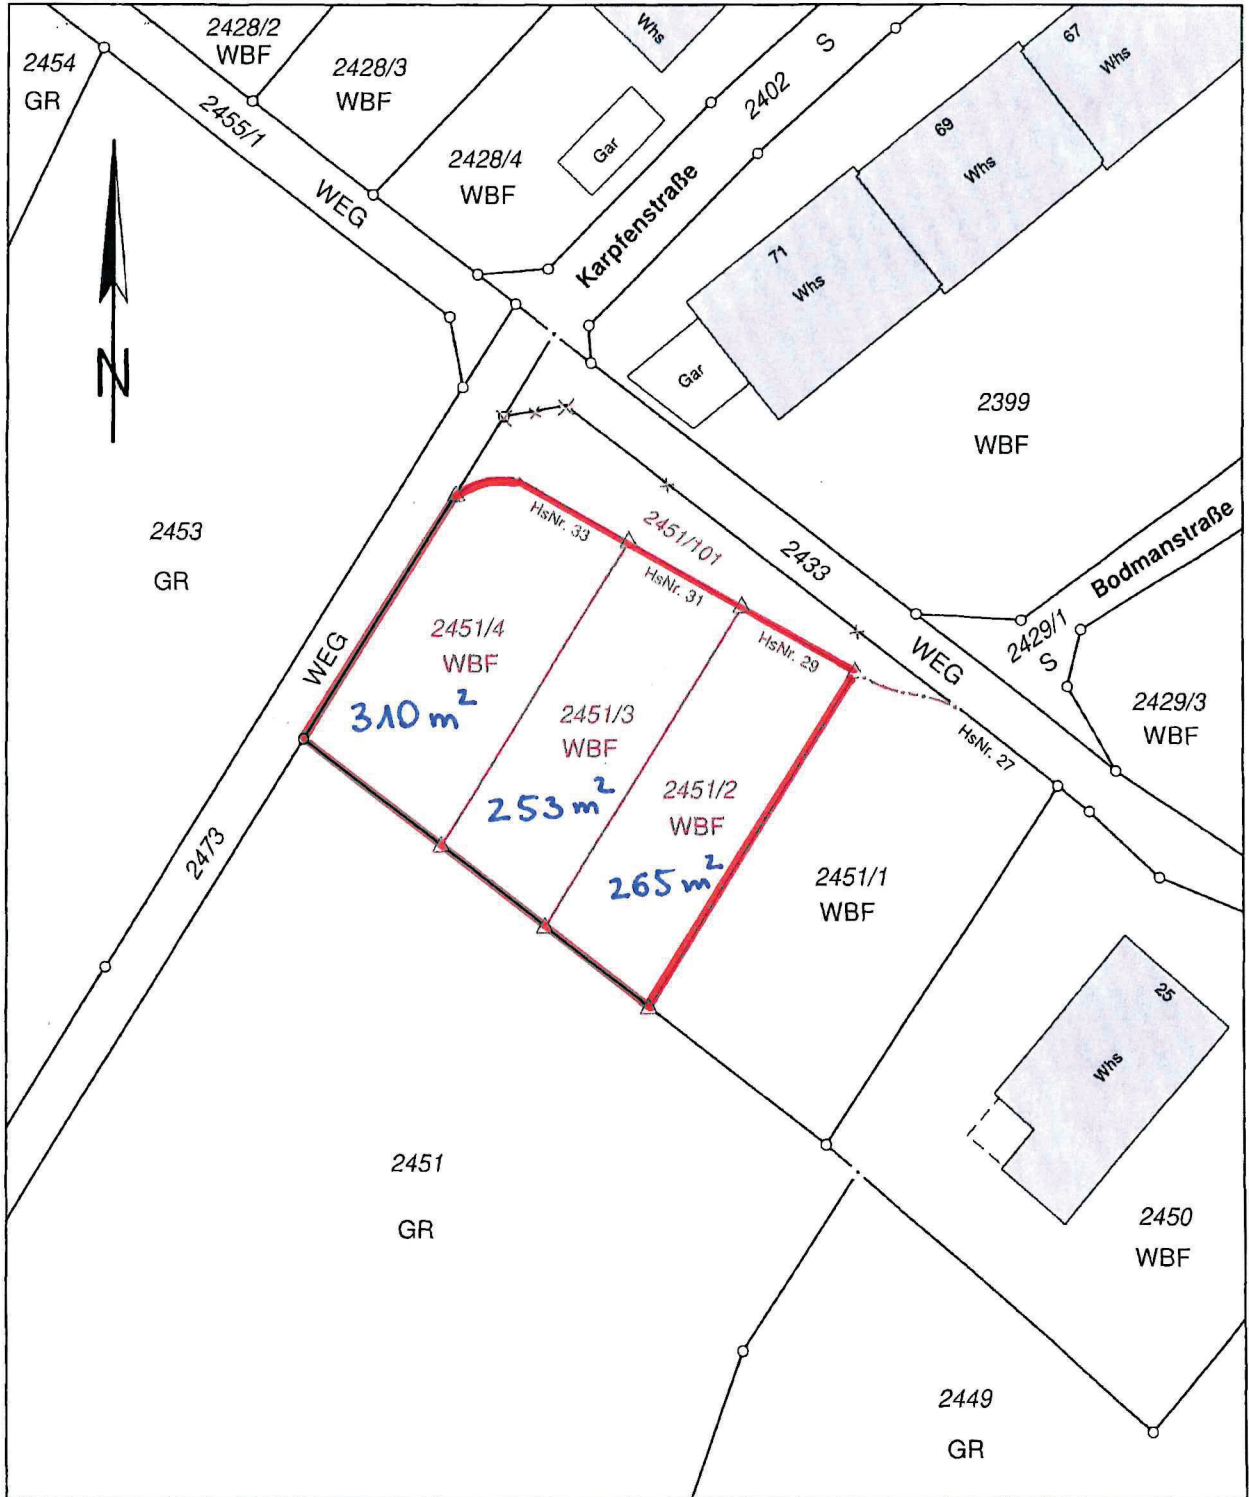 2428/2
WBF
2454
GR
2428/3
WBF
2455/1
WEG
2428/4
WBF
Whs
Gar
2402
S
Karpfenstraße
67
Whs
69
Whs
71
Whs
Gar
N
2399
WBF
2453
GR
HsNr. 33
2451/101
HsNr. 31
2433
HsNr. 29
WEG
Bodmanstraße
2429/1
S
2429/3
WBF
HsNr. 27
WEG
2473
2451/4
WBF
310 m²
2451/3
WBF
253 m²
2451/2
WBF
265 m²
2451/1
WBF
25
Whs
2451
GR
2450
WBF
2449
GR